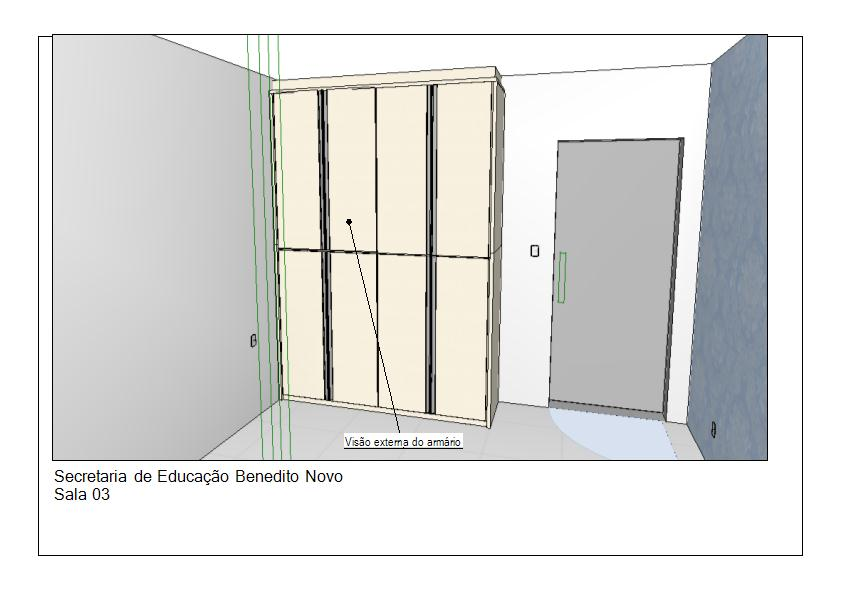 Visão externa do armário
Secretaria de Educação Benedito Novo
Sala 03